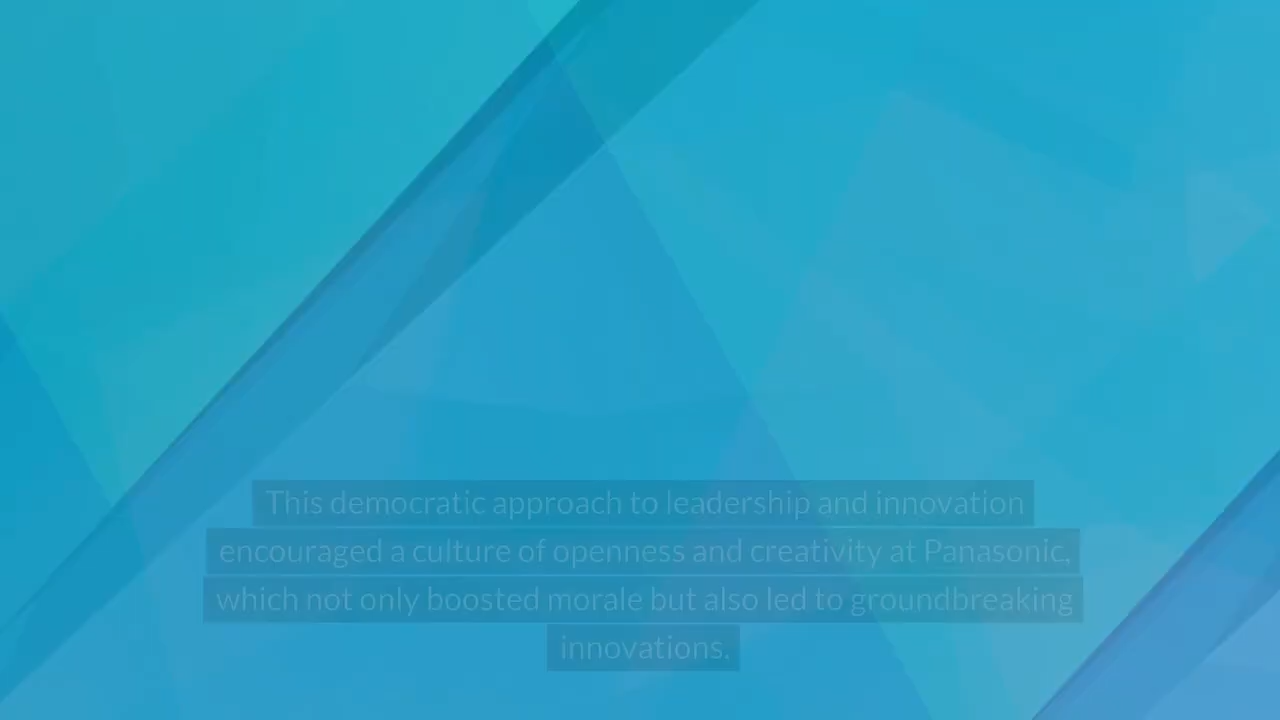 This democratic approach to leadership and innovation
encouraged a culture of openness and creativity at Panasonic,
which not only boosted morale but also led to groundbreaking
innovations.